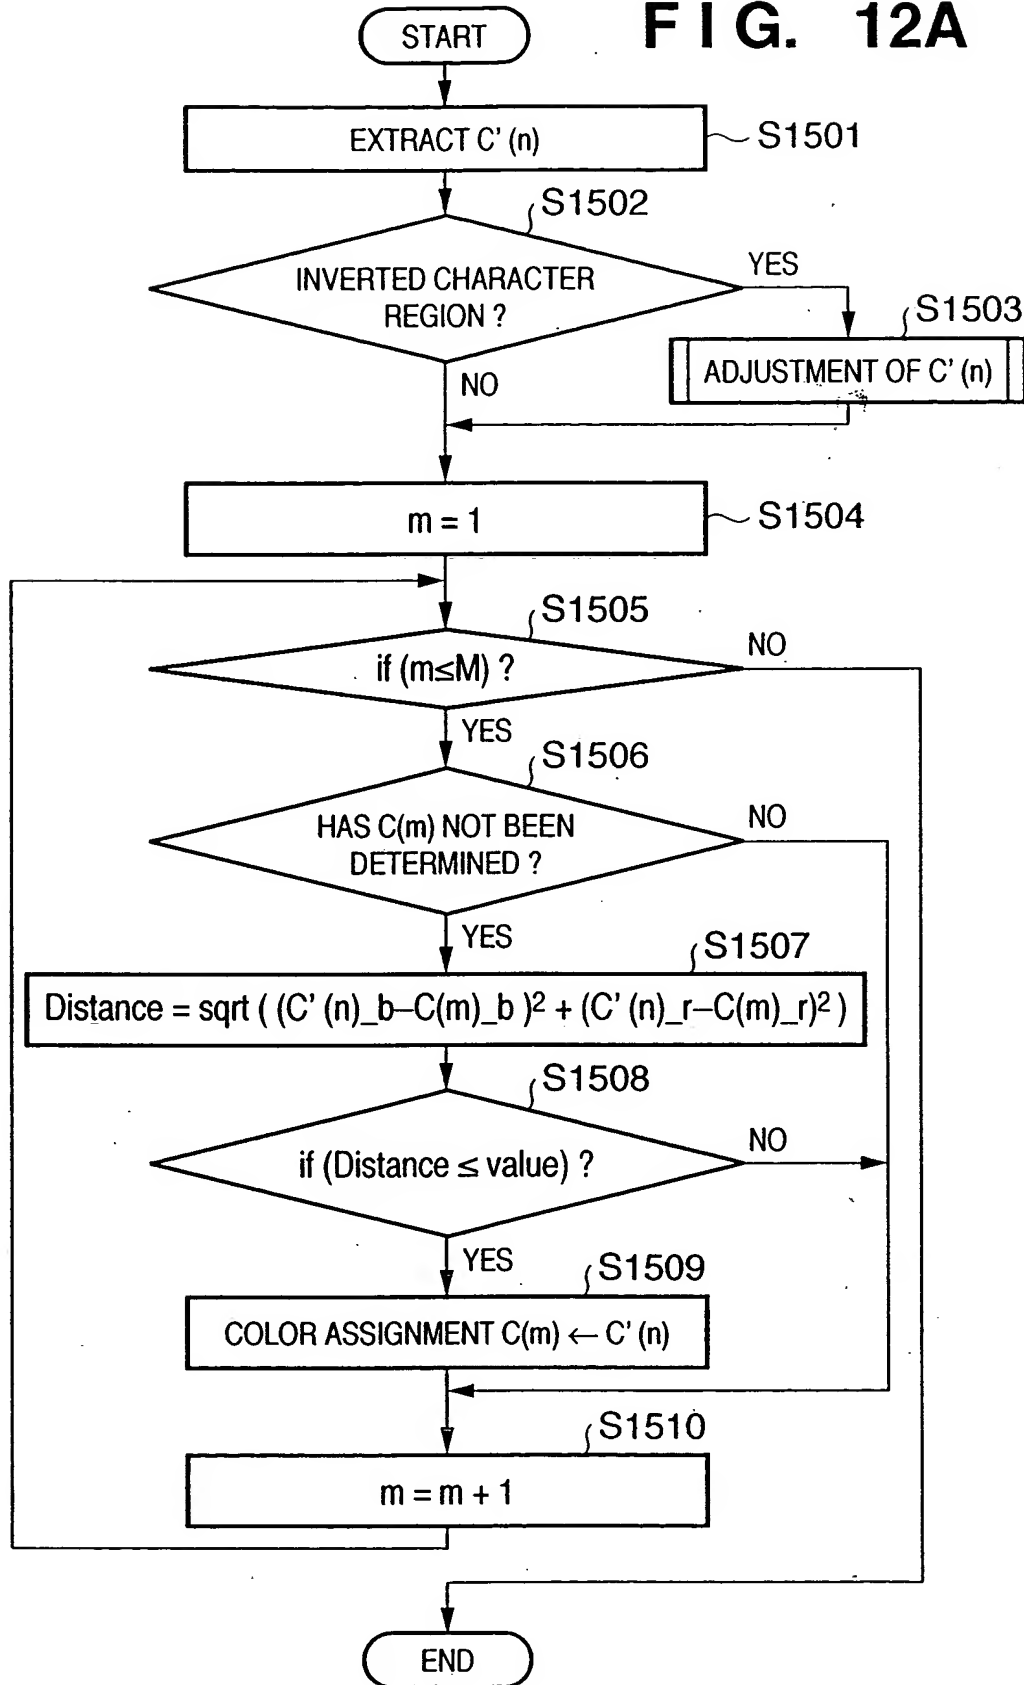 FIG. 12A
START
EXTRACT C' (n)
S1501
S1502
INVERTED CHARACTER
REGION ?
YES
NO
S1503
ADJUSTMENT OF C' (n)
m = 1
S1504
S1505
if (m≤M) ?
NO
YES
S1506
HAS C(m) NOT BEEN
DETERMINED ?
NO
YES
S1507
Distance = sqrt ( (C' (n)_b–C(m)_b )² + (C' (n)_r–C(m)_r)² )
S1508
if (Distance ≤ value) ?
NO
YES
S1509
COLOR ASSIGNMENT C(m) ← C' (n)
S1510
m = m + 1
END